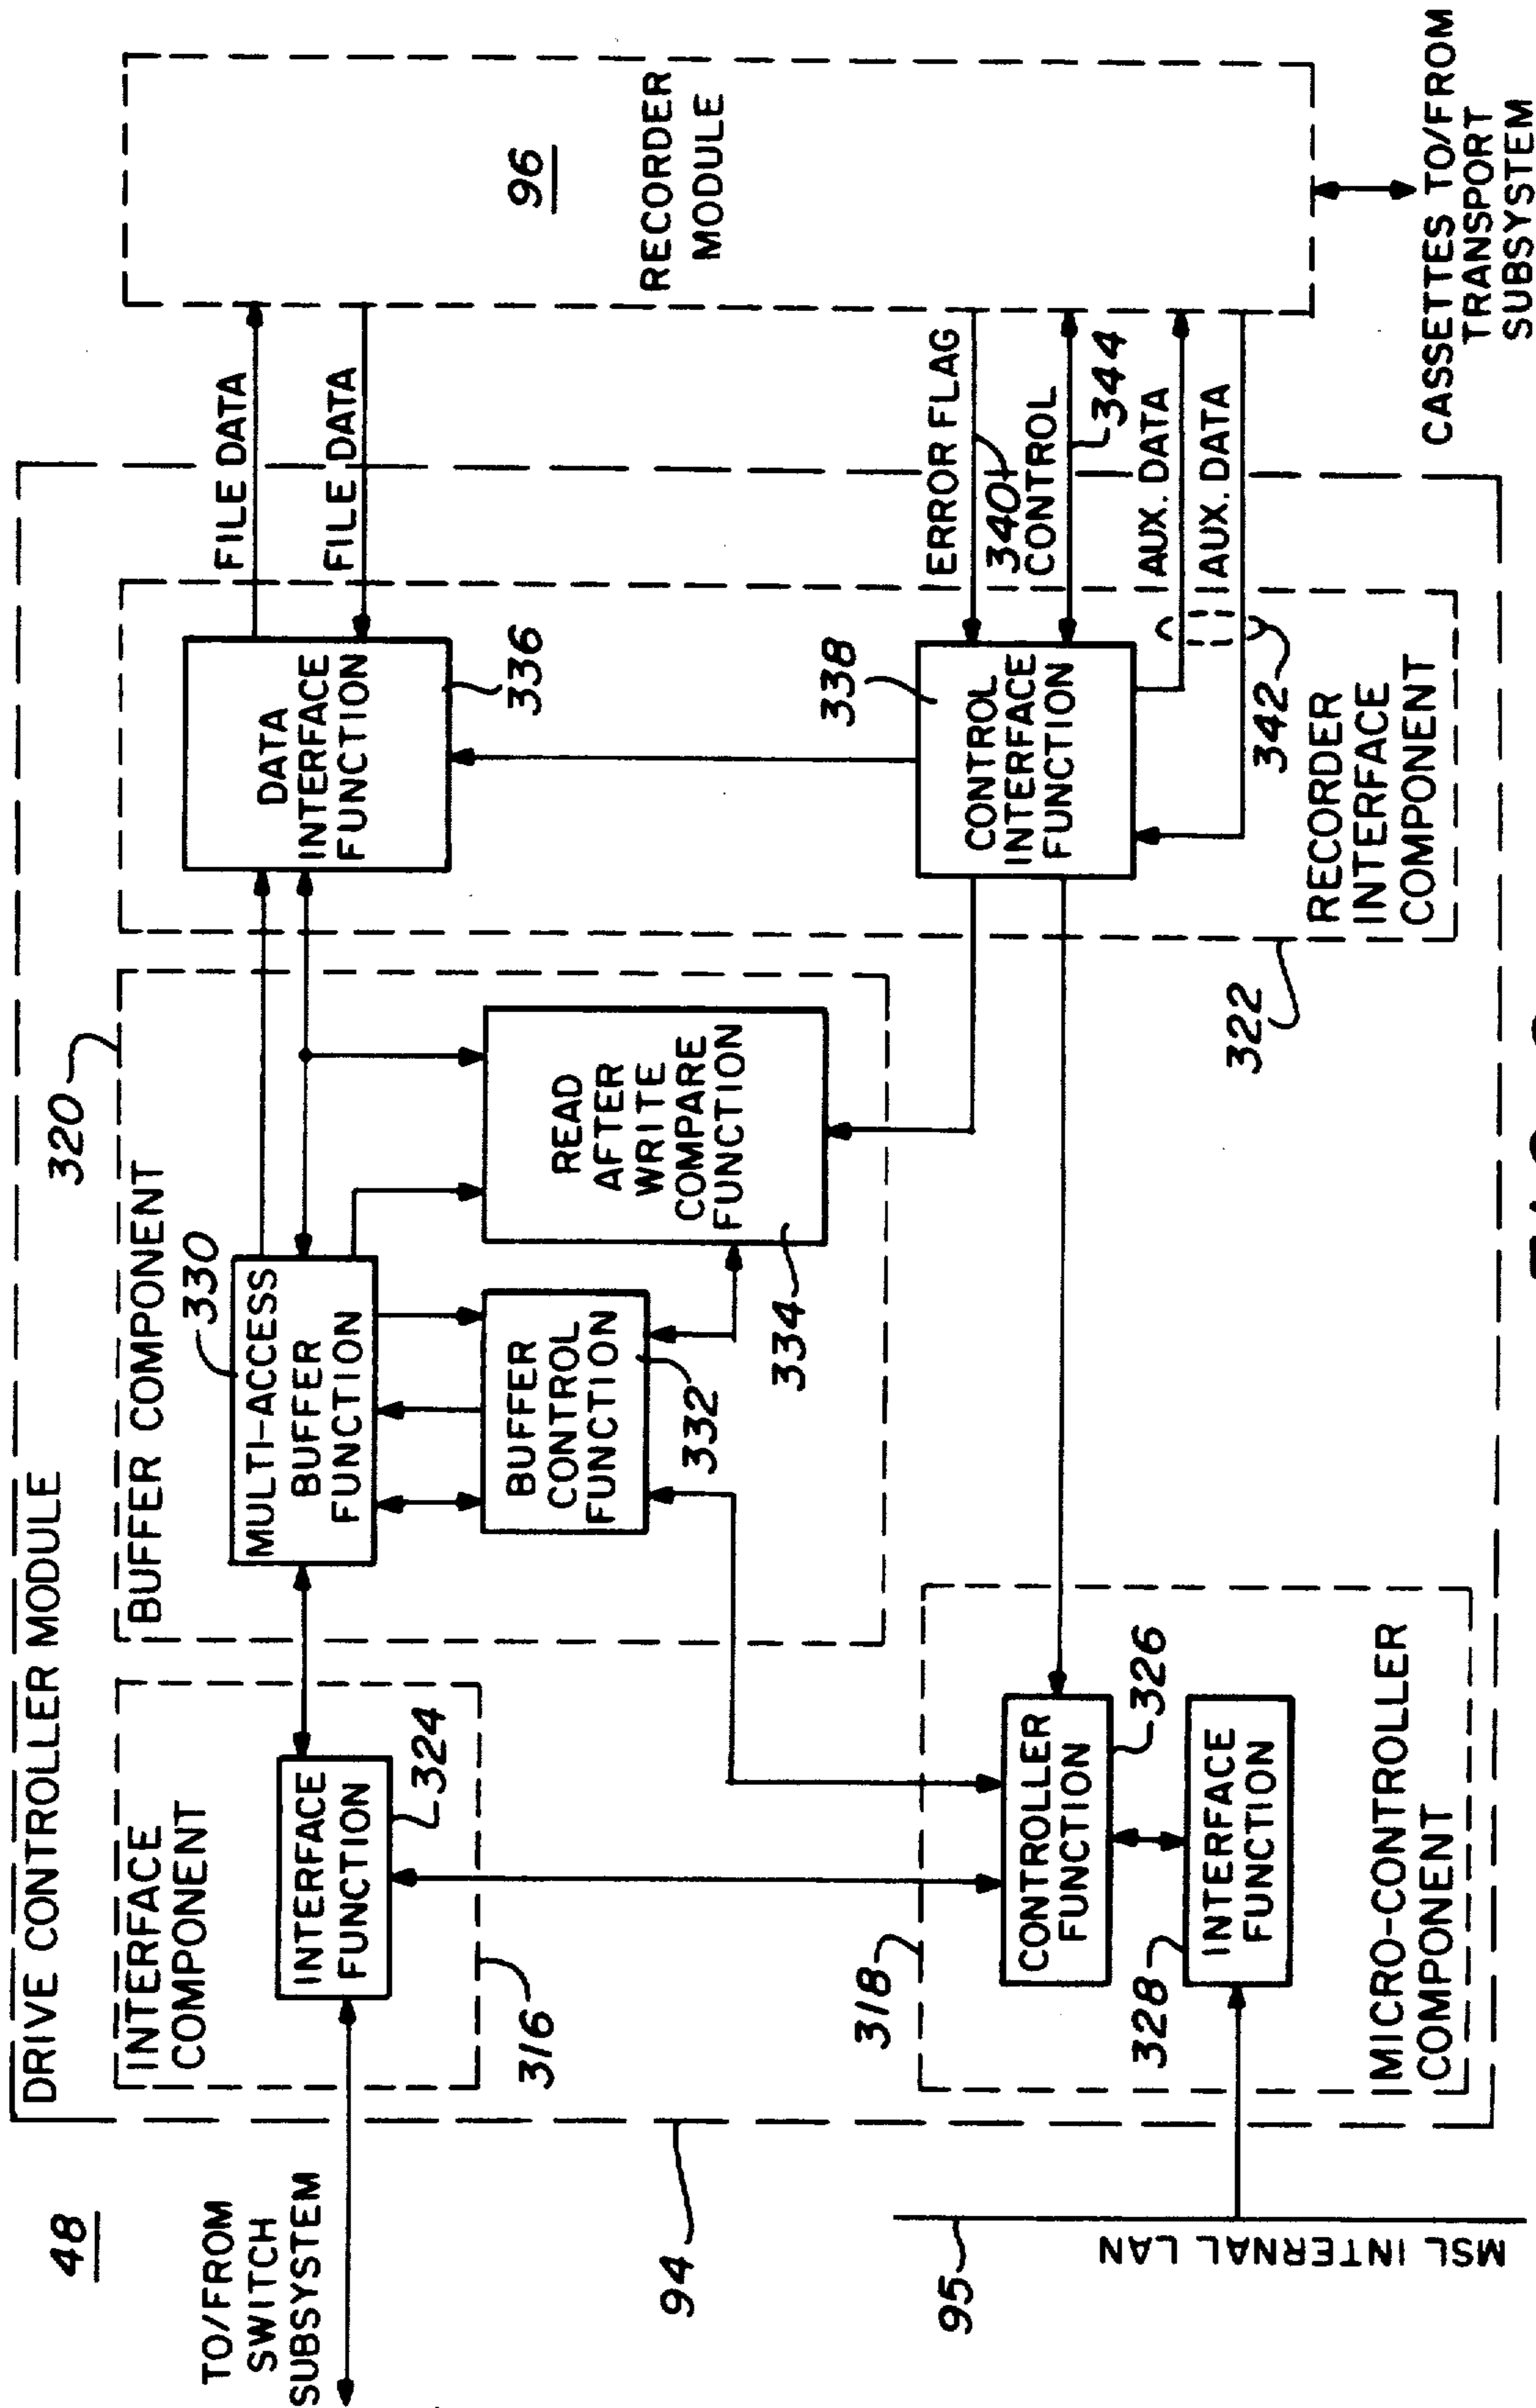 48
DRIVE CONTROLLER MODULE
320
TO/FROM
SWITCH
SUBSYSTEM
INTERFACE
COMPONENT
INTERFACE
FUNCTION
324
316
BUFFER COMPONENT
330
MULTI-ACCESS
BUFFER
FUNCTION
BUFFER
CONTROL
FUNCTION
332
READ
AFTER
WRITE
COMPARE
FUNCTION
334
DATA
INTERFACE
FUNCTION
336
FILE DATA
FILE DATA
96
RECORDER
MODULE
94
95
MSL INTERNAL LAN
318
CONTROLLER
FUNCTION
326
328
INTERFACE
FUNCTION
MICRO-CONTROLLER
COMPONENT
338
CONTROL
INTERFACE
FUNCTION
ERROR FLAG
340
CONTROL
344
AUX. DATA
AUX. DATA
342
RECORDER
INTERFACE
COMPONENT
322
CASSETTES TO/FROM
TRANSPORT
SUBSYSTEM